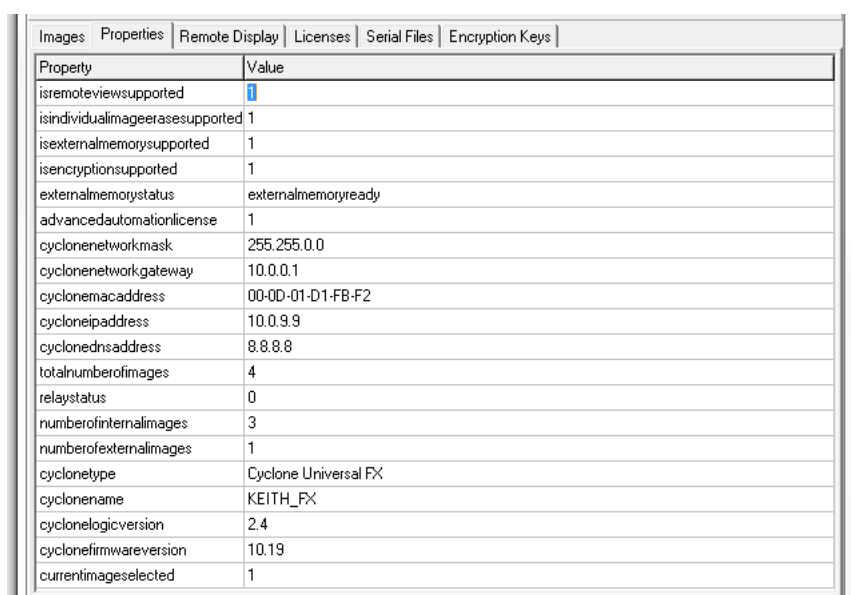 Images Properties Remote Display Licenses Serial Files Encryption Keys
Property Value
isremoteviewsupported 1
isindividualimageerasesupported 1
isexternalmemorysupported 1
isencryptionsupported 1
externalmemorystatus externalmemoryready
advancedautomationlicense 1
cyclonenetworkmask 255.255.0.0
cyclonenetworkgateway 10.0.0.1
cyclonemacaddress 00-0D-01-D1-FB-F2
cycloneipaddress 10.0.9.9
cyclonednsaddress 8.8.8.8
totalnumberofimages 4
relaystatus 0
numberofinternalimages 3
numberofexternalimages 1
cyclonetype Cyclone Universal FX
cyclonename KEITH_FX
cyclonelogicversion 2.4
cyclonefirmwareversion 10.19
currentimageselected 1